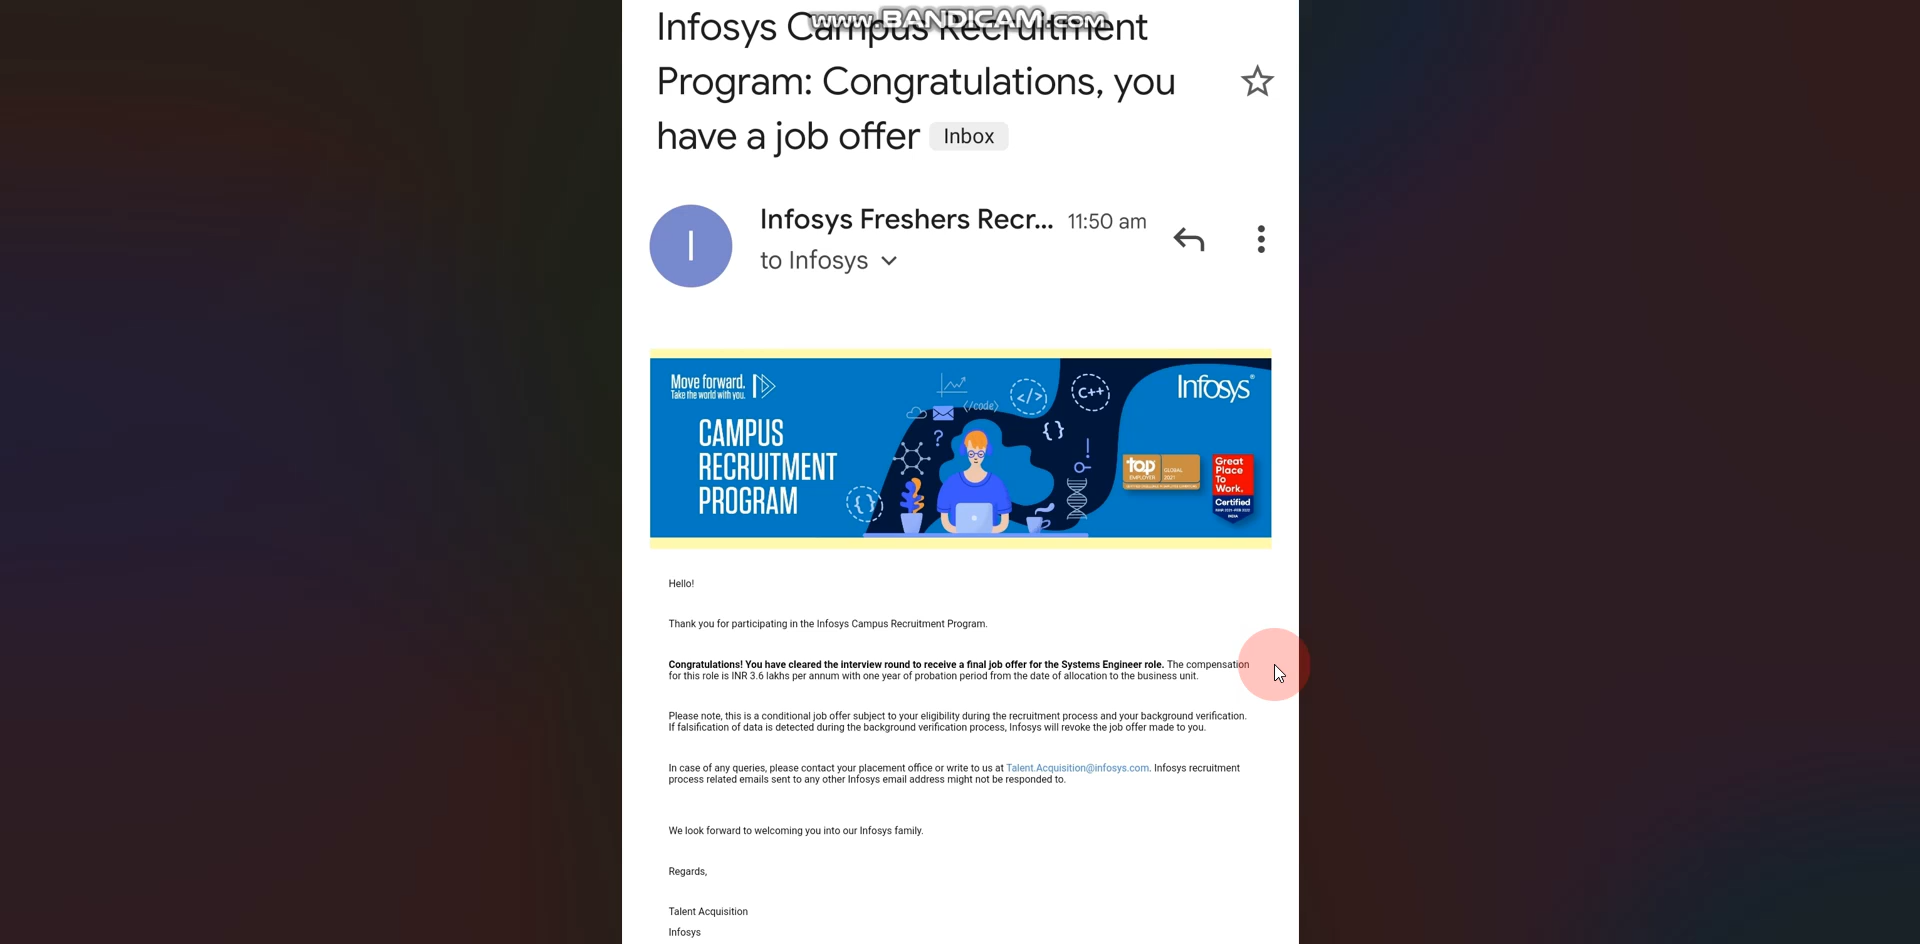 www.BANDICAM.com
Infosys Campus Recruitment
Program: Congratulations, you
have a job offer Inbox
I
Infosys Freshers Recr... 11:50 am
to Infosys
Move forward.
Take the world with you.
Infosys®
C++
</>
</code>
{}
?
!
CAMPUS
RECRUITMENT
PROGRAM
{}
top
EMPLOYER
GLOBAL
2021
Great
Place
To
Work.
Certified
INDIA
Hello!
Thank you for participating in the Infosys Campus Recruitment Program.
Congratulations! You have cleared the interview round to receive a final job offer for the Systems Engineer role. The compensation
for this role is INR 3.6 lakhs per annum with one year of probation period from the date of allocation to the business unit.
Please note, this is a conditional job offer subject to your eligibility during the recruitment process and your background verification.
If falsification of data is detected during the background verification process, Infosys will revoke the job offer made to you.
In case of any queries, please contact your placement office or write to us at Talent.Acquisition@infosys.com. Infosys recruitment
process related emails sent to any other Infosys email address might not be responded to.
We look forward to welcoming you into our Infosys family.
Regards,
Talent Acquisition
Infosys